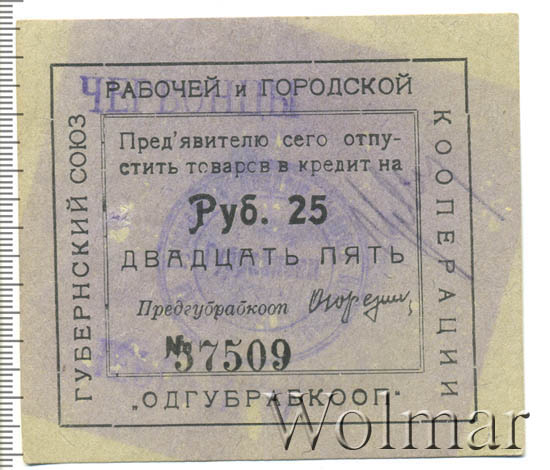 ЧЕРВОНЦЫ
ГУБЕРНСКИЙ СОЮЗ
РАБОЧЕЙ и ГОРОДСКОЙ
КООПЕРАЦИИ
Пред'явителю сего отпу-
стить товаров в кредит на
Руб. 25
ДВАДЦАТЬ ПЯТЬ
Предгубрабкооп
№ 37509
„ОДГУБРАБКООП"
Wolmar